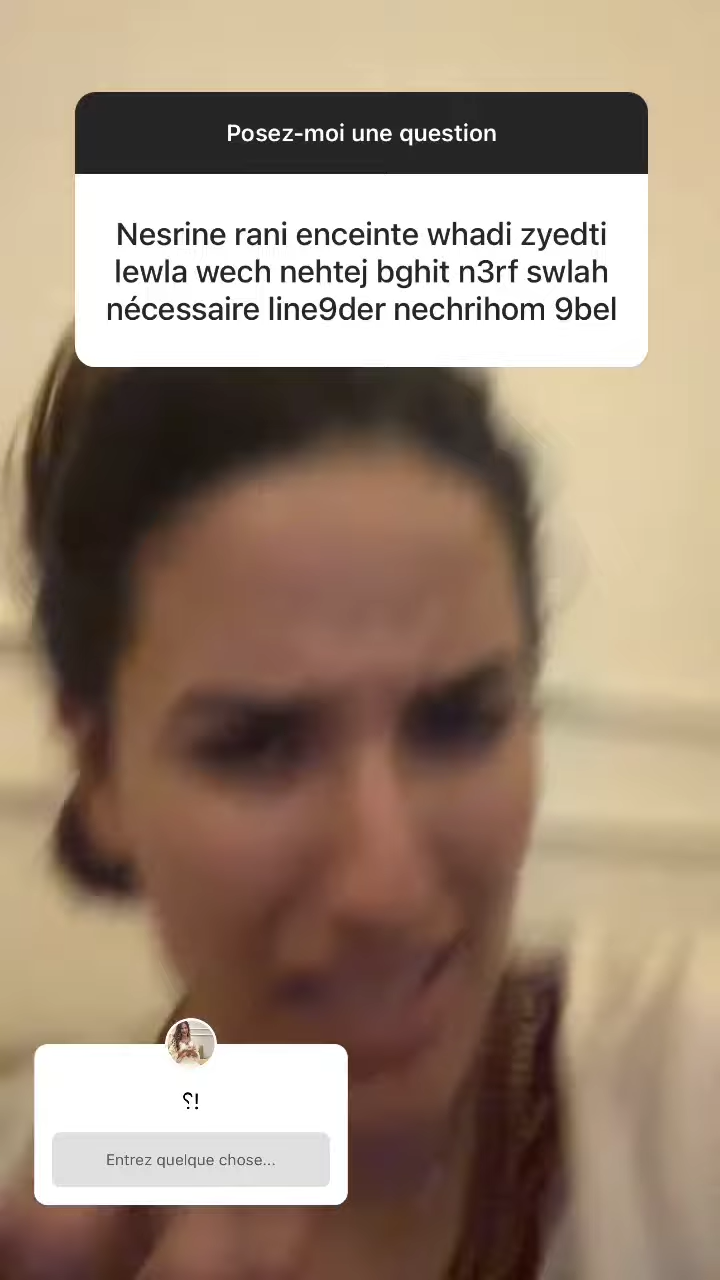 Posez-moi une question
Nesrine rani enceinte whadi zyedti
lewla wech nehtej bghit n3rf swlah
nécessaire line9der nechrihom 9bel
؟!
Entrez quelque chose...